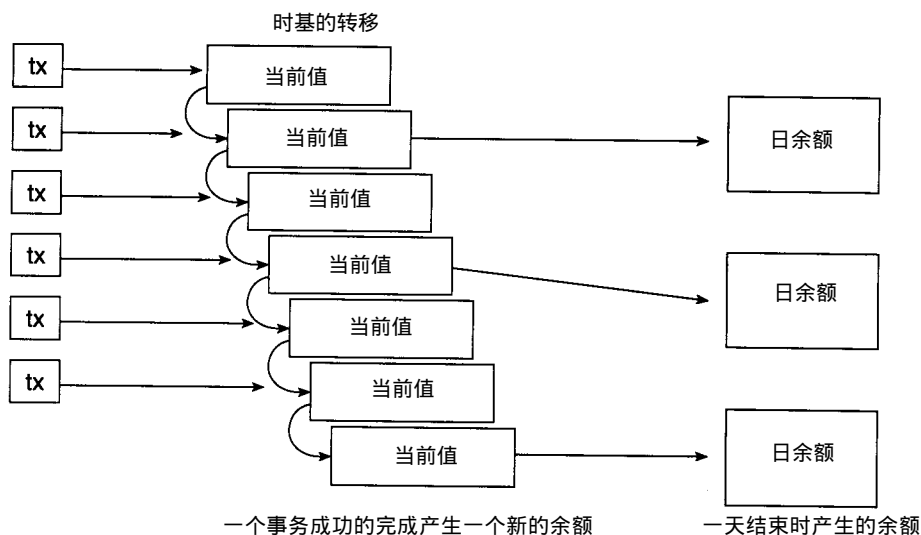 时基的转移
tx
当前值
tx
当前值
日余额
tx
当前值
tx
当前值
日余额
tx
当前值
tx
当前值
当前值
日余额
一个事务成功的完成产生一个新的余额
一天结束时产生的余额